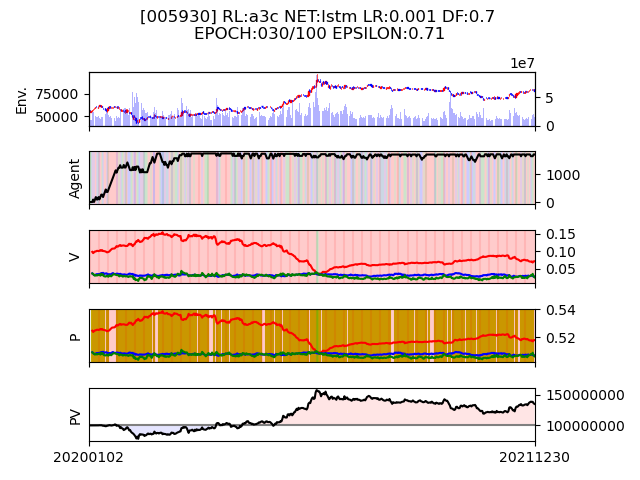 [005930] RL:a3c NET:lstm LR:0.001 DF:0.7
EPOCH:030/100 EPSILON:0.71
1e7
Env.
75000
50000
5
0
Agent
1000
0
V
0.15
0.10
0.05
P
0.54
0.52
PV
150000000
100000000
20200102
20211230